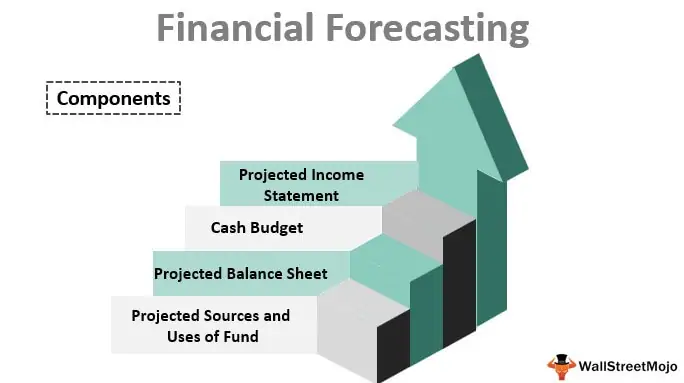 Financial Forecasting
Components
Projected Income
Statement
Cash Budget
Projected Balance Sheet
Projected Sources and
Uses of Fund
WallStreetMojo